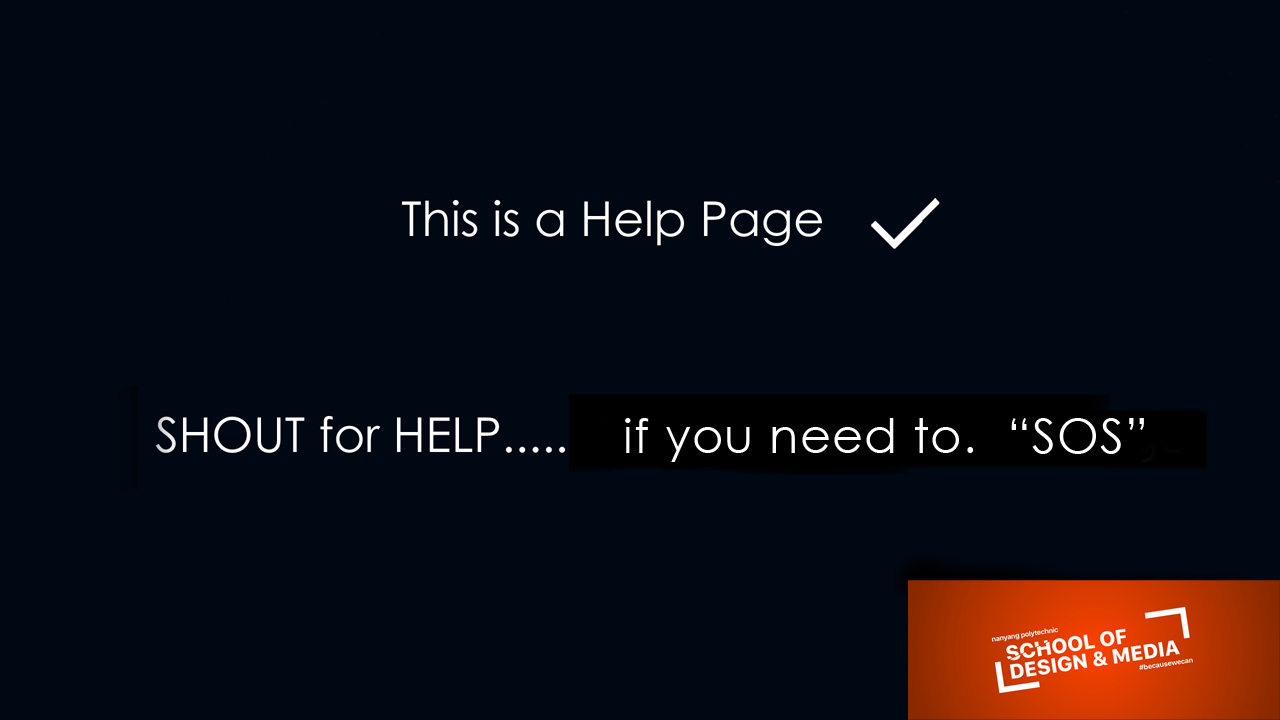 This is a Help Page
SHOUT for HELP..... if you need to. “SOS”
nanyang polytechnic
SCHOOL OF
DESIGN & MEDIA
#becausewecan